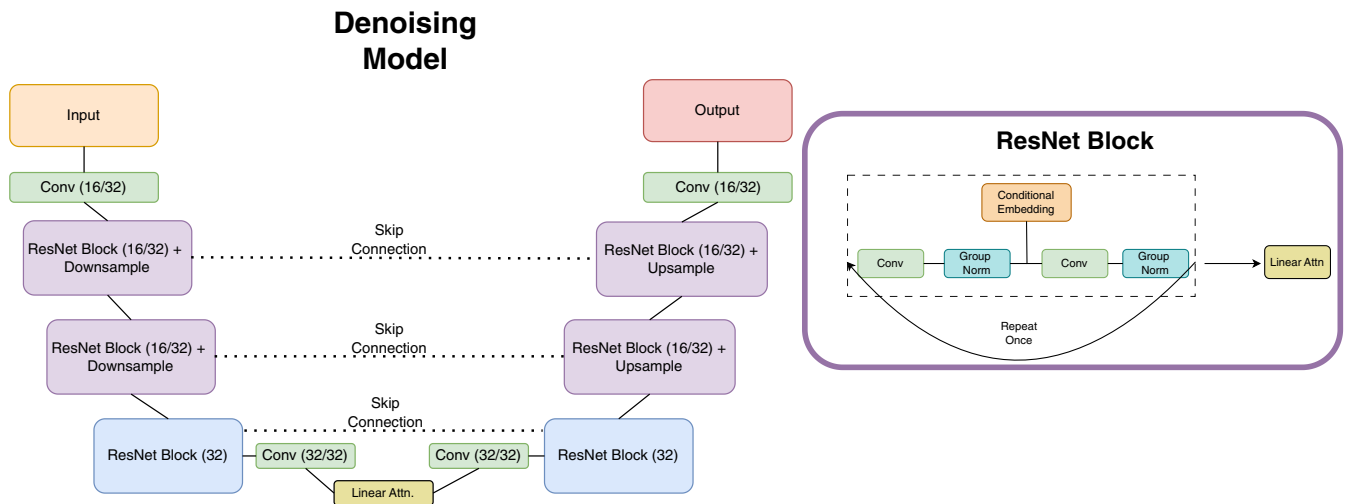 Denoising
Model
Input
Output
Conv (16/32)
Conv (16/32)
ResNet Block (16/32) +
Downsample
Skip
Connection
ResNet Block (16/32) +
Upsample
ResNet Block (16/32) +
Downsample
Skip
Connection
ResNet Block (16/32) +
Upsample
Skip
Connection
ResNet Block (32)
Conv (32/32)
Linear Attn.
Conv (32/32)
ResNet Block (32)
ResNet Block
Conditional
Embedding
Conv
Group
Norm
Conv
Group
Norm
Linear Attn
Repeat
Once